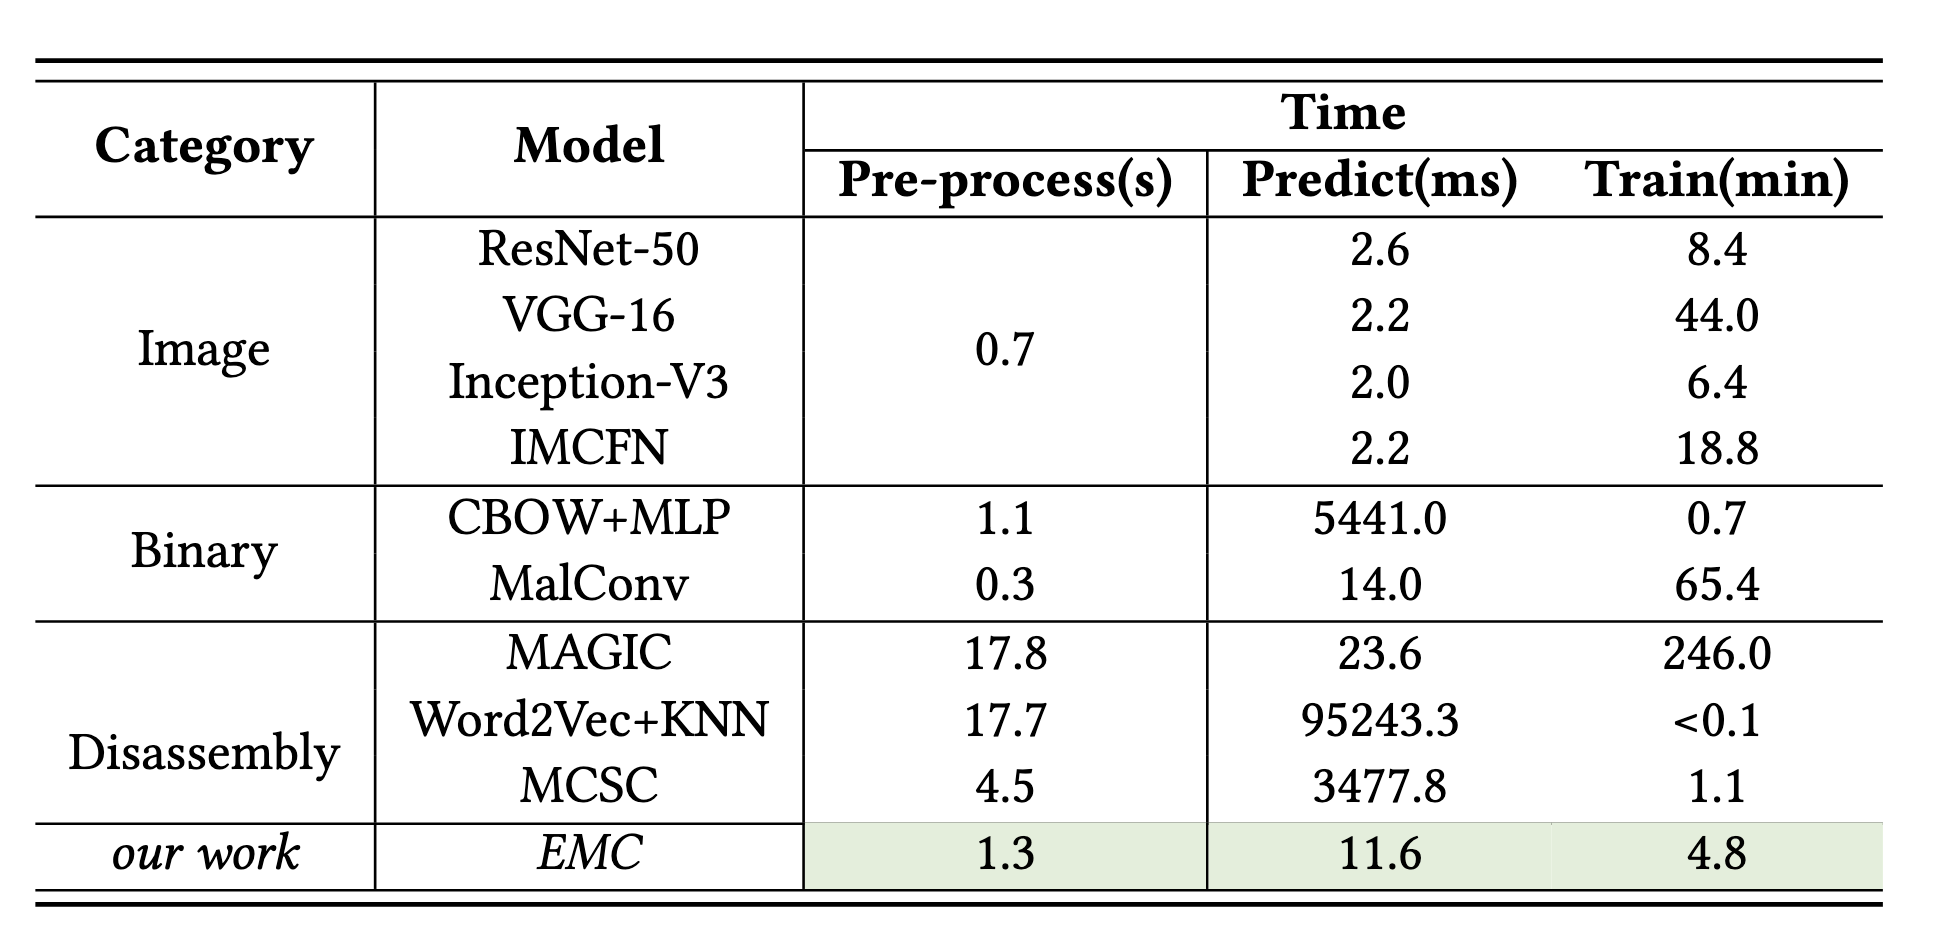 Category Model Time
Pre-process(s) Predict(ms) Train(min)
Image ResNet-50 0.7 2.6 8.4
VGG-16 2.2 44.0
Inception-V3 2.0 6.4
IMCFN 2.2 18.8
Binary CBOW+MLP 1.1 5441.0 0.7
MalConv 0.3 14.0 65.4
Disassembly MAGIC 17.8 23.6 246.0
Word2Vec+KNN 17.7 95243.3 <0.1
MCSC 4.5 3477.8 1.1
our work EMC 1.3 11.6 4.8